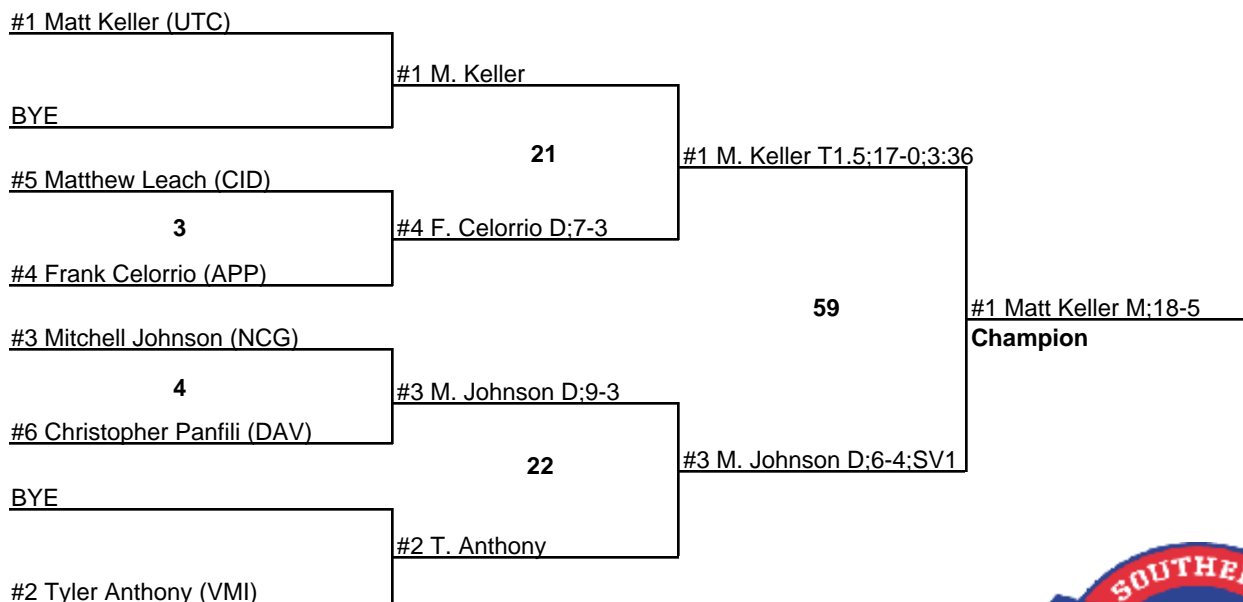 #1 Matt Keller (UTC)
#1 M. Keller
BYE
21
#1 M. Keller T1.5;17-0;3:36
#5 Matthew Leach (CID)
3
#4 F. Celorrio D;7-3
#4 Frank Celorrio (APP)
59
#1 Matt Keller M;18-5
Champion
#3 Mitchell Johnson (NCG)
4
#3 M. Johnson D;9-3
#6 Christopher Panfili (DAV)
22
#3 M. Johnson D;6-4;SV1
BYE
#2 T. Anthony
#2 Tyler Anthony (VMI)